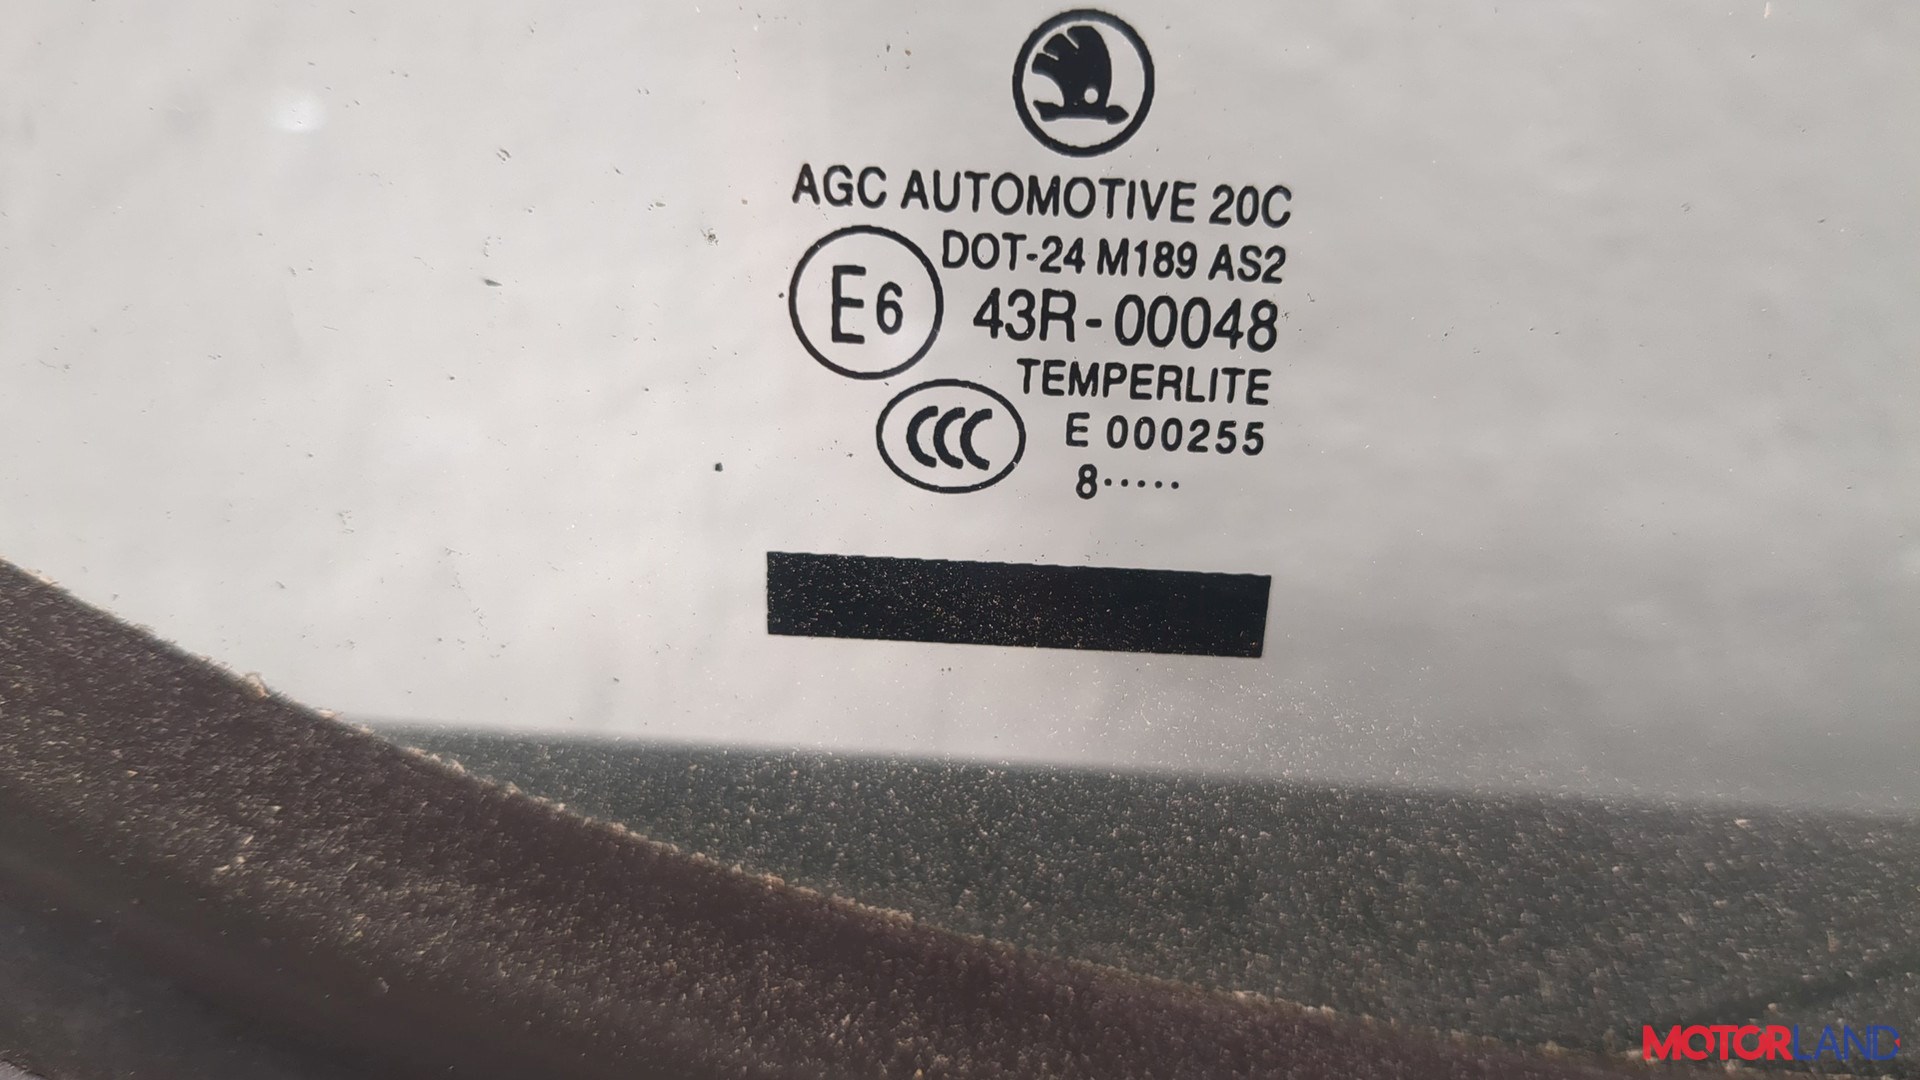 AGC AUTOMOTIVE 20C
DOT-24 M189 AS2
E6 43R-00048
TEMPERLITE
CCC E 000255
8.....
MOTORLAND